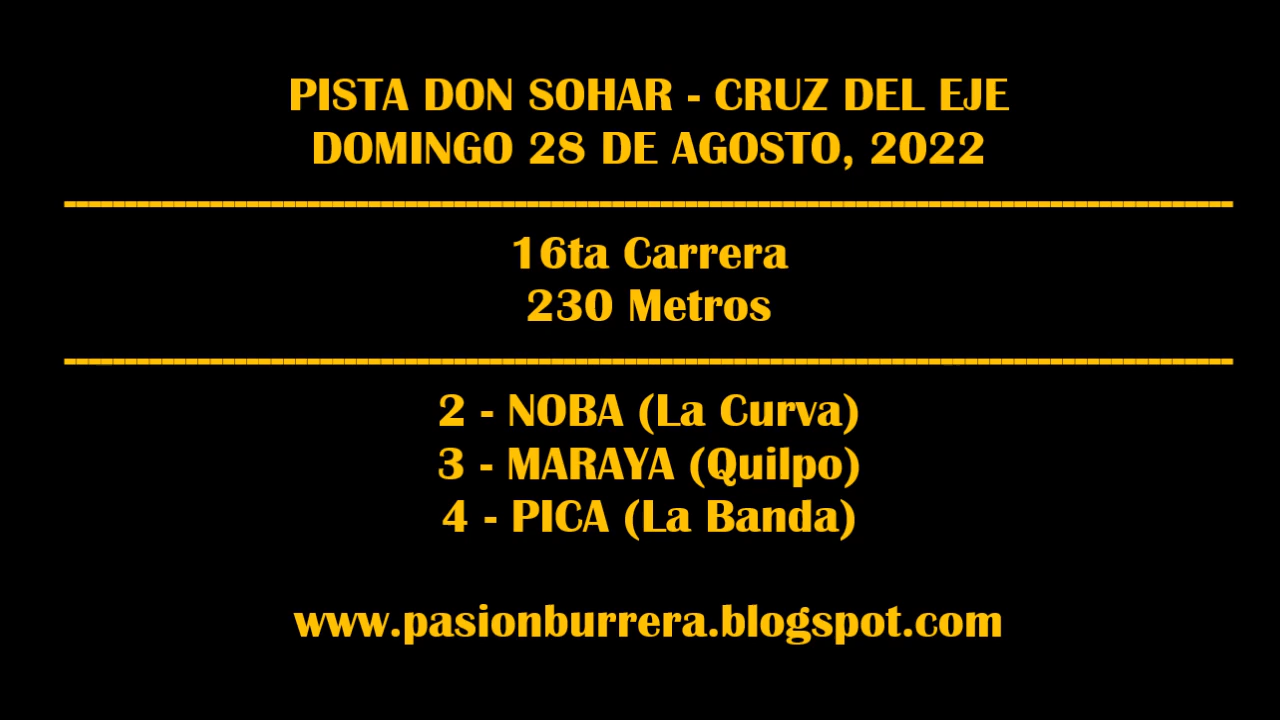 PISTA DON SOHAR - CRUZ DEL EJE
DOMINGO 28 DE AGOSTO, 2022
16ta Carrera
230 Metros
2 - NOBA (La Curva)
3 - MARAYA (Quilpo)
4 - PICA (La Banda)
www.pasionburrera.blogspot.com